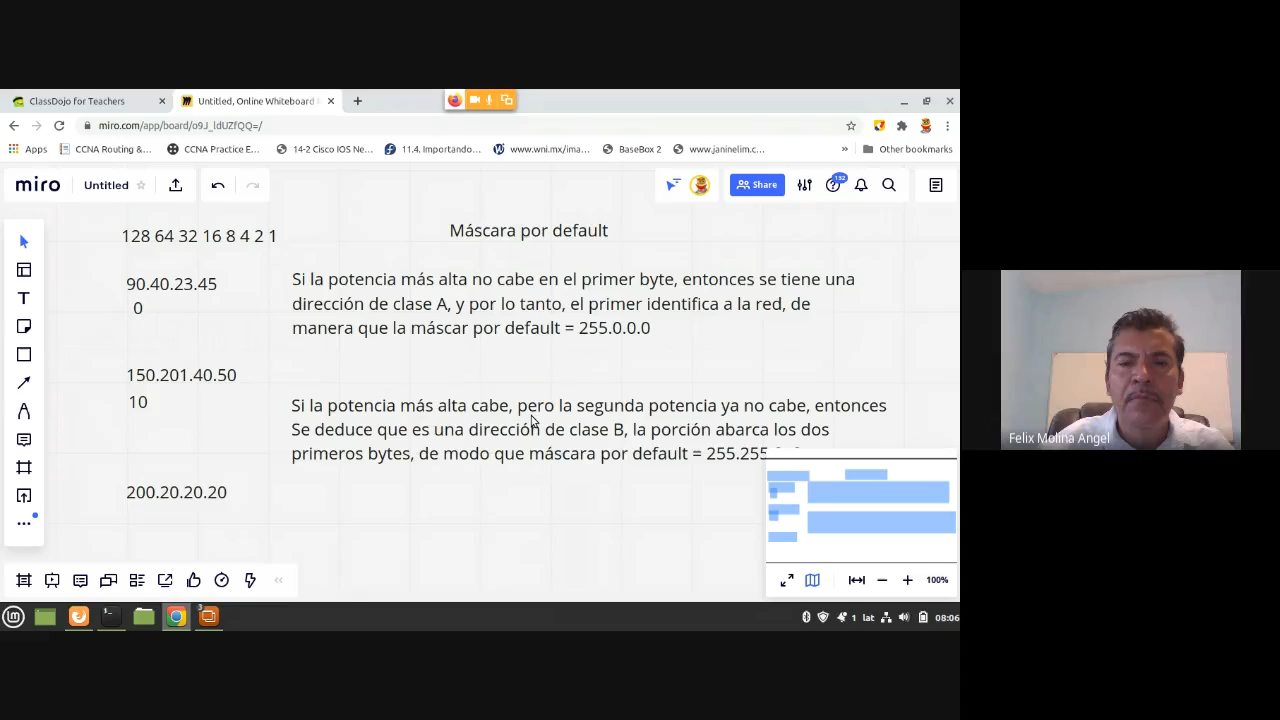 ClassDojo for Teachers
Untitled, Online Whiteboard
miro.com/app/board/o9J_ldUZfQQ=/
Apps
CCNA Routing &...
CCNA Practice E...
14-2 Cisco IOS Ne...
11.4. Importando...
www.wni.mx/ima...
BaseBox 2
www.janinelim.c...
»
Other bookmarks
miro
Untitled
Share
132
128 64 32 16 8 4 2 1
Máscara por default
90.40.23.45
0
Si la potencia más alta no cabe en el primer byte, entonces se tiene una
dirección de clase A, y por lo tanto, el primer identifica a la red, de
manera que la máscar por default = 255.0.0.0
150.201.40.50
10
Si la potencia más alta cabe, pero la segunda potencia ya no cabe, entonces
Se deduce que es una dirección de clase B, la porción abarca los dos
primeros bytes, de modo que máscara por default = 255.255
200.20.20.20
Felix Molina Angel
100%
3
1
lat
08:06